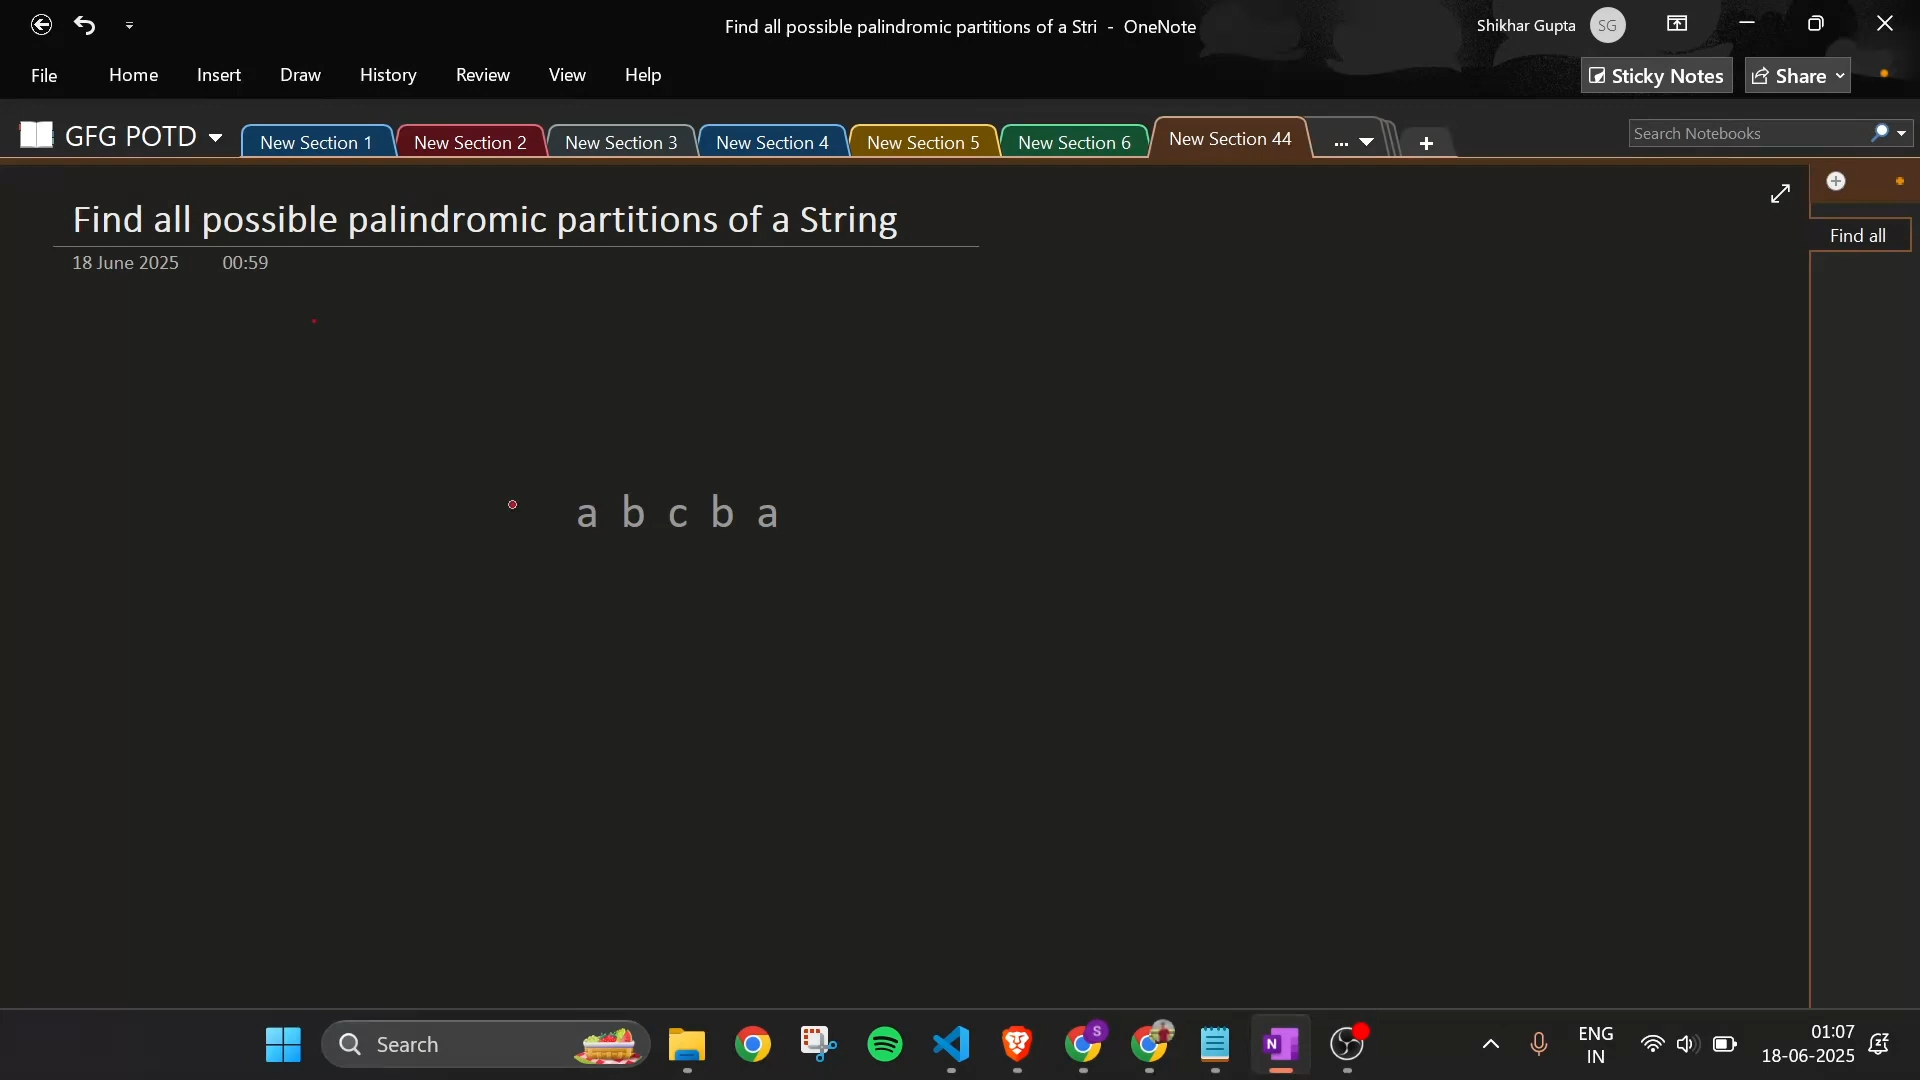 Find all possible palindromic partitions of a Stri - OneNote
Shikhar Gupta SG
File Home Insert Draw History Review View Help
Sticky Notes Share
GFG POTD New Section 1 New Section 2 New Section 3 New Section 4 New Section 5 New Section 6 New Section 44 ... +
Search Notebooks
Find all possible palindromic partitions of a String
Find all
18 June 2025 00:59
a b c b a
Search
S
N
ENG
IN
01:07
18-06-2025